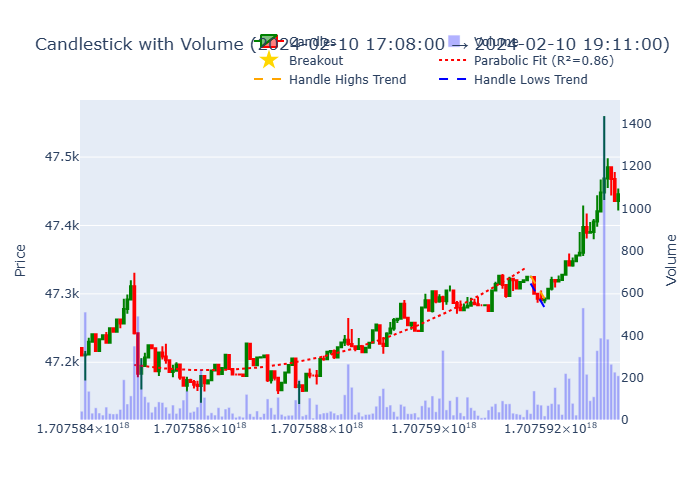 Candlestick with Volume (2024-02-10 17:08:00 → 2024-02-10 19:11:00)
Candles
Volume
Breakout
Parabolic Fit (R²=0.86)
Handle Highs Trend
Handle Lows Trend
1400
47.5k
1200
47.4k
1000
800
Price
Volume
47.3k
600
400
47.2k
200
0
1.707584×10¹⁸
1.707586×10¹⁸
1.707588×10¹⁸
1.70759×10¹⁸
1.707592×10¹⁸